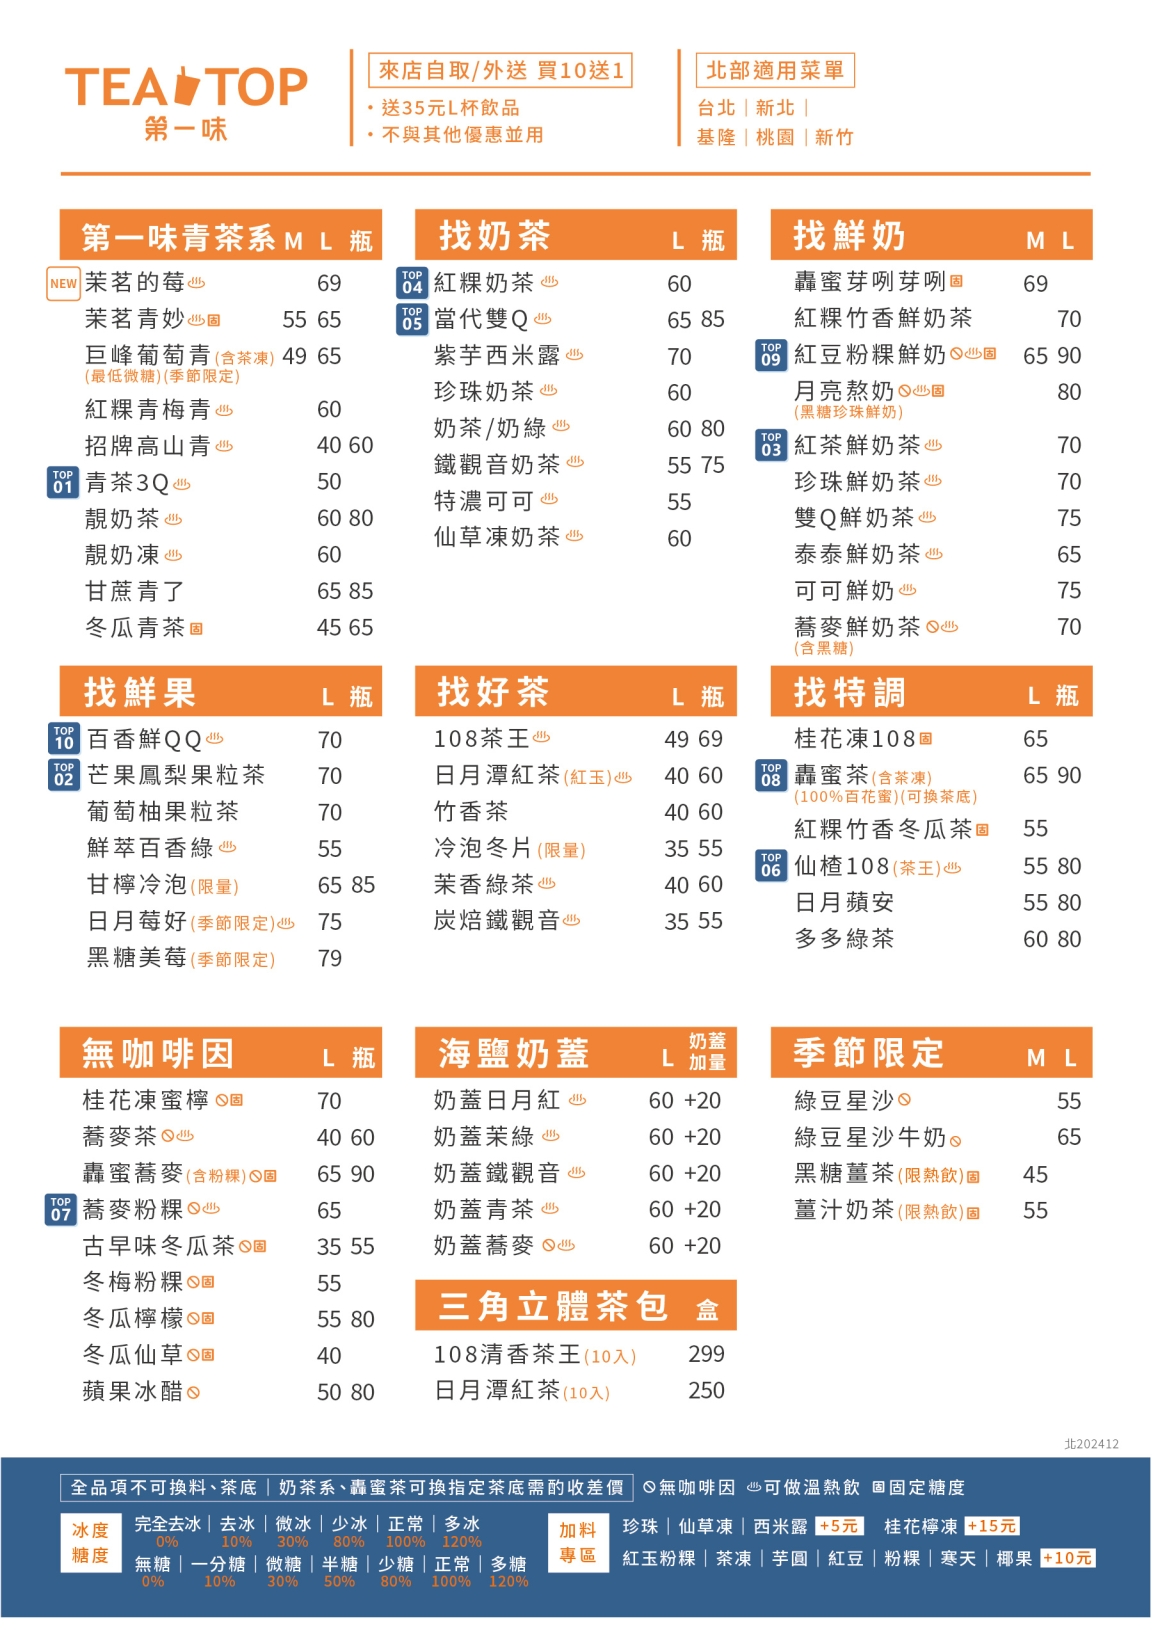 TEA TOP
第一味
來店自取/外送 買10送1
・送35元L杯飲品
・不與其他優惠並用
北部適用菜單
台北｜新北｜
基隆｜桃園｜新竹
第一味青茶系 M L 瓶
NEW 茉茗的莓 69
茉茗青妙 固 55 65
巨峰葡萄青(含茶凍) 49 65
(最低微糖)(季節限定)
紅粿青梅青 60
招牌高山青 40 60
TOP 01 青茶3Q 50
靚奶茶 60 80
靚奶凍 60
甘蔗青了 65 85
冬瓜青茶 固 45 65
找奶茶 L 瓶
TOP 04 紅粿奶茶 60
TOP 05 當代雙Q 65 85
紫芋西米露 70
珍珠奶茶 60
奶茶/奶綠 60 80
鐵觀音奶茶 55 75
特濃可可 55
仙草凍奶茶 60
找鮮奶 M L
轟蜜芽咧芽咧 固 69
紅粿竹香鮮奶茶 70
TOP 09 紅豆粉粿鮮奶 固 65 90
月亮熬奶 固 80
(黑糖珍珠鮮奶)
TOP 03 紅茶鮮奶茶 70
珍珠鮮奶茶 70
雙Q鮮奶茶 75
泰泰鮮奶茶 65
可可鮮奶 75
蕎麥鮮奶茶 70
(含黑糖)
找鮮果 L 瓶
TOP 10 百香鮮QQ 70
TOP 02 芒果鳳梨果粒茶 70
葡萄柚果粒茶 70
鮮萃百香綠 55
甘檸冷泡(限量) 65 85
日月莓好(季節限定) 75
黑糖美莓(季節限定) 79
找好茶 L 瓶
108茶王 49 69
日月潭紅茶(紅玉) 40 60
竹香茶 40 60
冷泡冬片(限量) 35 55
茉香綠茶 40 60
炭焙鐵觀音 35 55
找特調 L 瓶
桂花凍108 固 65
TOP 08 轟蜜茶(含茶凍) 65 90
(100%百花蜜)(可換茶底)
紅粿竹香冬瓜茶 固 55
TOP 06 仙楂108(茶王) 55 80
日月蘋安 55 80
多多綠茶 60 80
無咖啡因 L 瓶
桂花凍蜜檸 固 70
蕎麥茶 40 60
轟蜜蕎麥(含粉粿) 固 65 90
TOP 07 蕎麥粉粿 65
古早味冬瓜茶 固 35 55
冬梅粉粿 固 55
冬瓜檸檬 固 55 80
冬瓜仙草 固 40
蘋果冰醋 50 80
海鹽奶蓋 L 奶蓋加量
奶蓋日月紅 60 +20
奶蓋茉綠 60 +20
奶蓋鐵觀音 60 +20
奶蓋青茶 60 +20
奶蓋蕎麥 60 +20
三角立體茶包 盒
108清香茶王(10入) 299
日月潭紅茶(10入) 250
季節限定 M L
綠豆星沙 55
綠豆星沙牛奶 65
黑糖薑茶(限熱飲) 固 45
薑汁奶茶(限熱飲) 固 55
北202412
全品項不可換料、茶底｜奶茶系、轟蜜茶可換指定茶底需酌收差價 無咖啡因 可做溫熱飲 固 固定糖度
冰度
糖度
完全去冰｜去冰｜微冰｜少冰｜正常｜多冰
0% 10% 30% 80% 100% 120%
無糖｜一分糖｜微糖｜半糖｜少糖｜正常｜多糖
0% 10% 30% 50% 80% 100% 120%
加料
專區
珍珠｜仙草凍｜西米露 +5元 桂花檸凍 +15元
紅玉粉粿｜茶凍｜芋圓｜紅豆｜粉粿｜寒天｜椰果 +10元